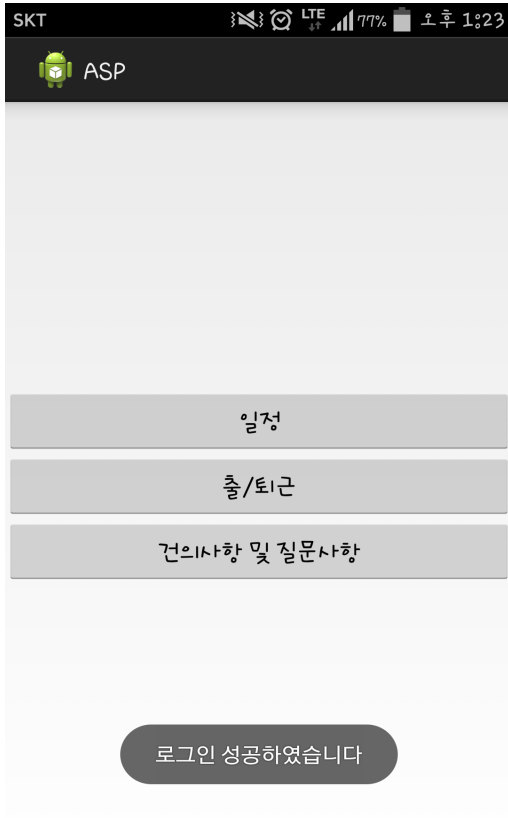 SKT LTE 77% 오후 1:23
ASP
일정
출/퇴근
건의사항 및 질문사항
로그인 성공하였습니다